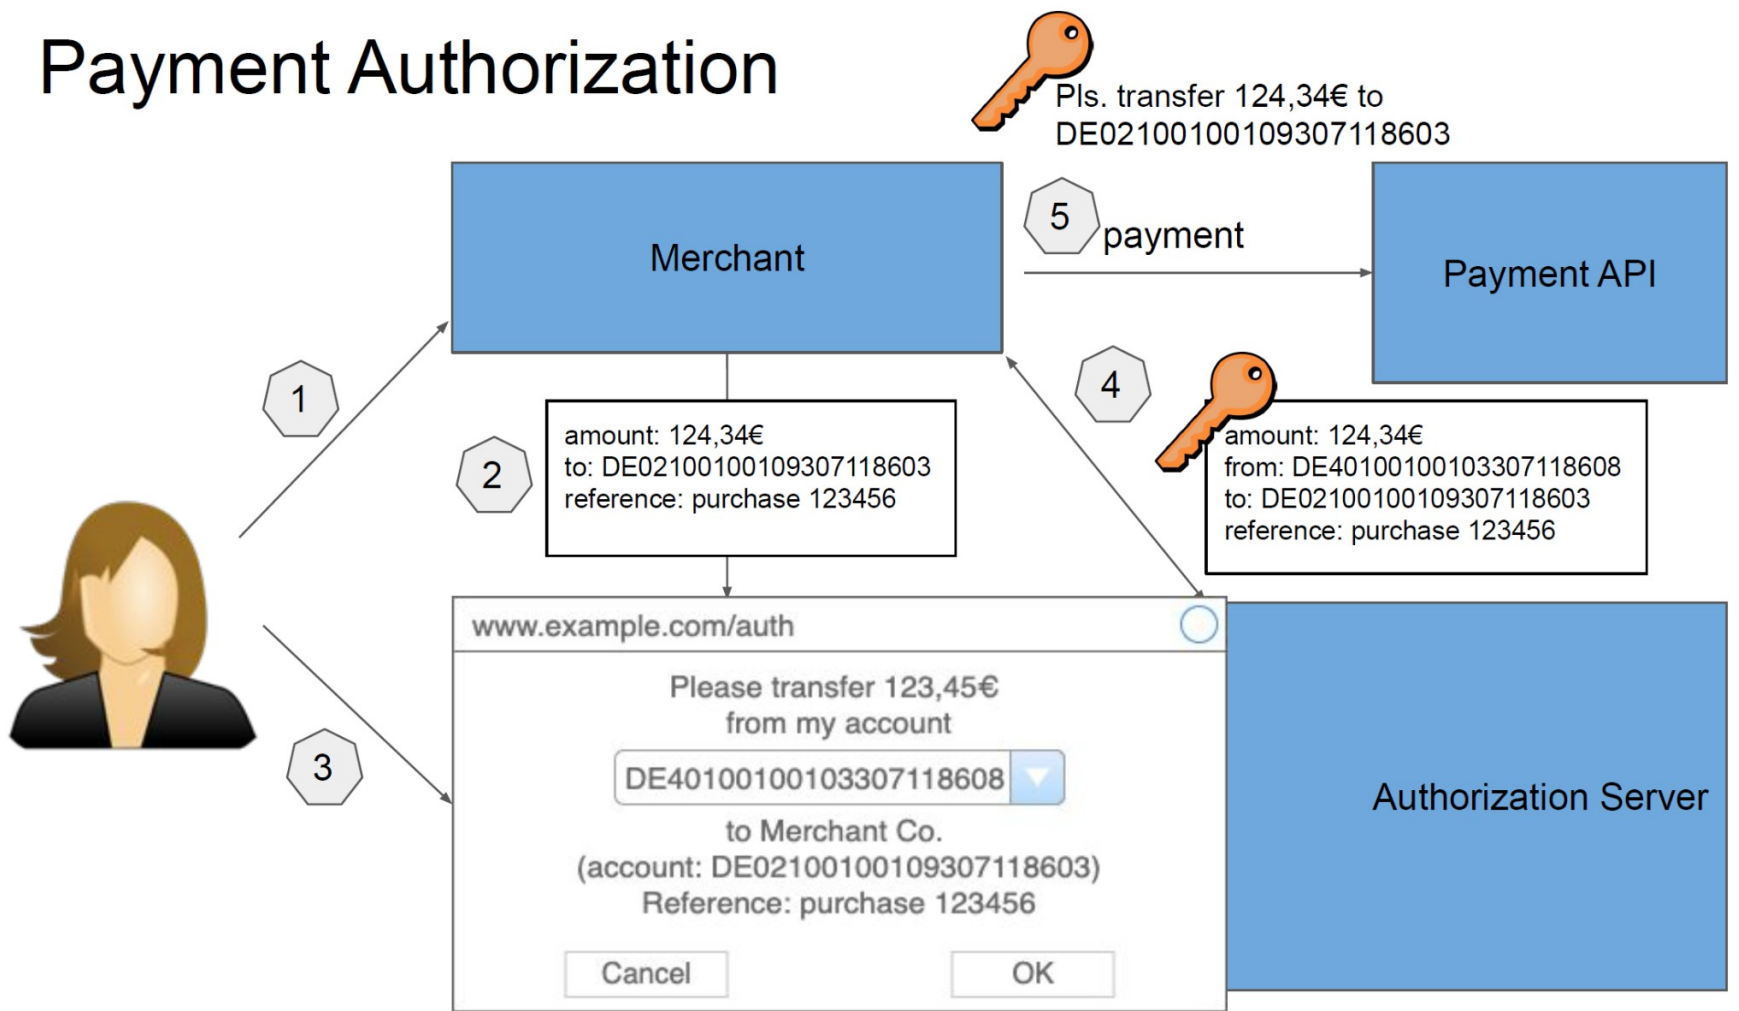 Payment Authorization
Pls. transfer 124,34€ to
DE02100100109307118603
Merchant
5
payment
Payment API
1
2
amount: 124,34€
to: DE02100100109307118603
reference: purchase 123456
4
amount: 124,34€
from: DE40100100103307118608
to: DE02100100109307118603
reference: purchase 123456
www.example.com/auth
Please transfer 123,45€
from my account
DE40100100103307118608
to Merchant Co.
(account: DE02100100109307118603)
Reference: purchase 123456
Cancel
OK
3
Authorization Server